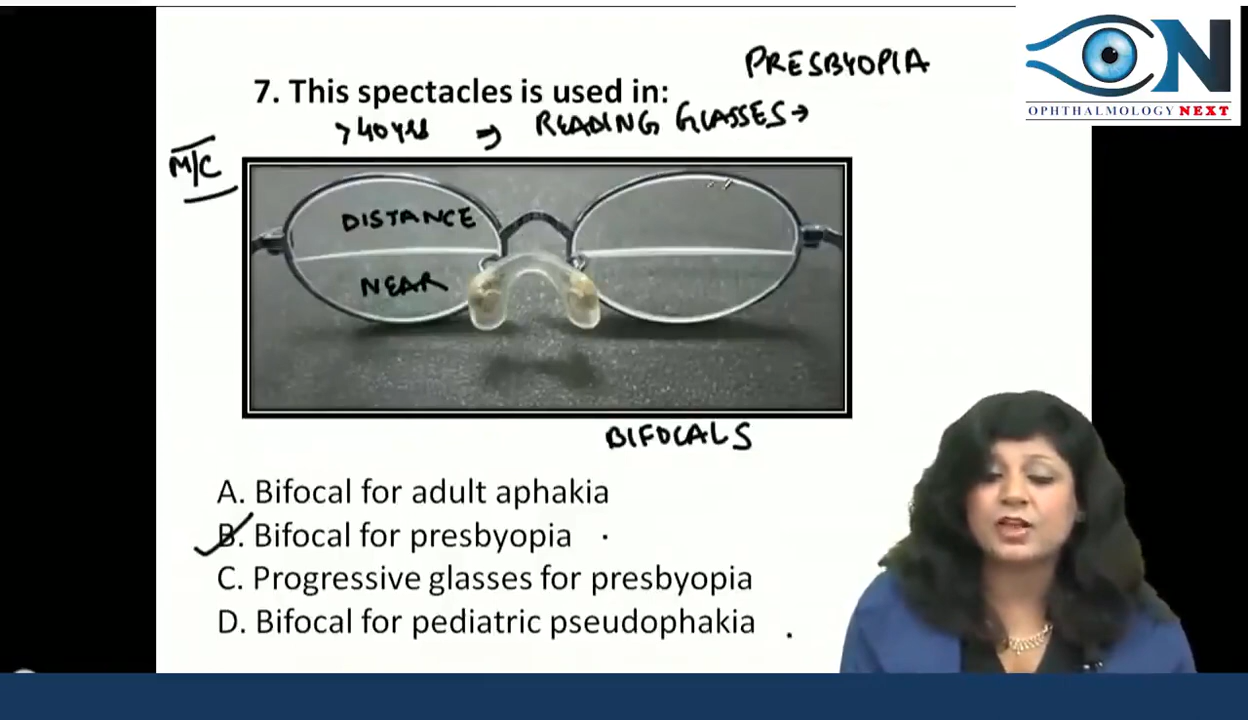 PRESBYOPIA
ON
OPHTHALMOLOGY NEXT
7. This spectacles is used in:
>40yrs ⇒ READING GLASSES →
M/C
DISTANCE
NEAR
BIFOCALS
A. Bifocal for adult aphakia
B. Bifocal for presbyopia
C. Progressive glasses for presbyopia
D. Bifocal for pediatric pseudophakia